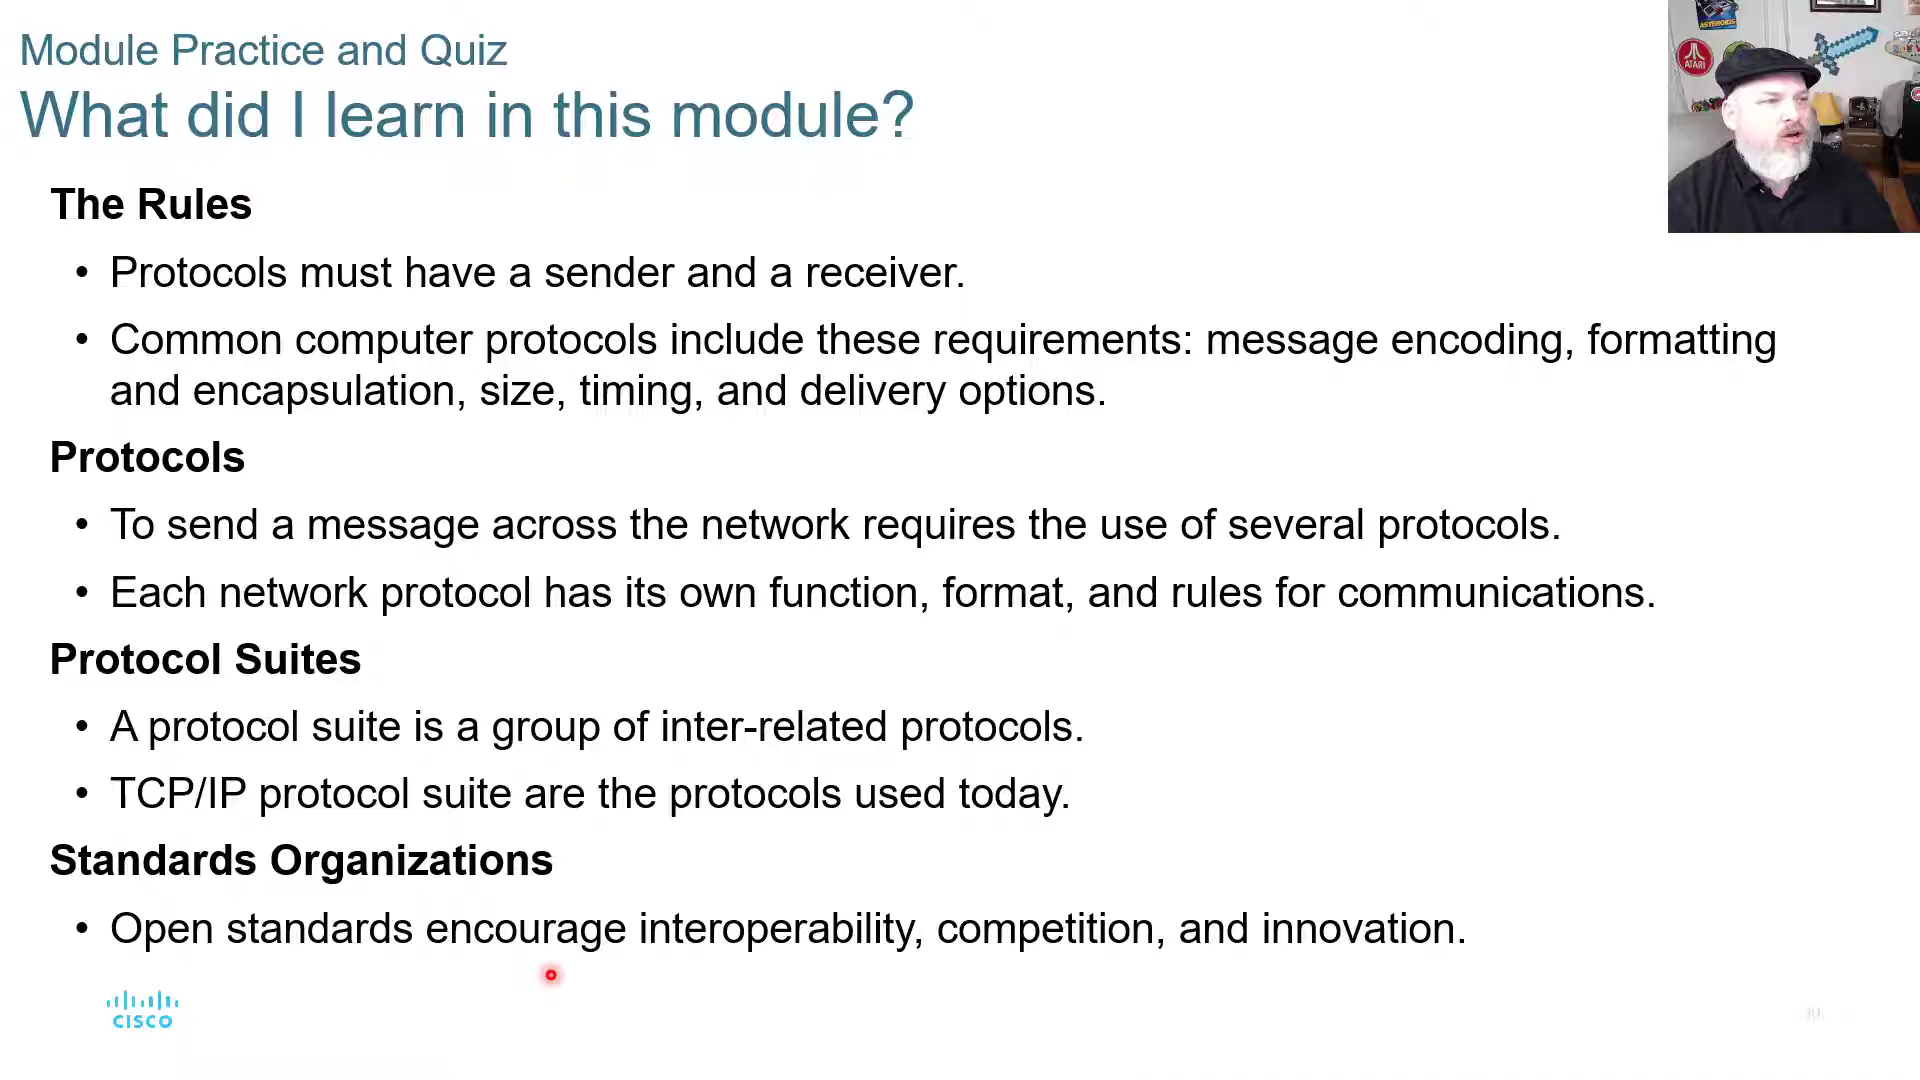 Module Practice and Quiz
What did I learn in this module?
The Rules
• Protocols must have a sender and a receiver.
• Common computer protocols include these requirements: message encoding, formatting
and encapsulation, size, timing, and delivery options.
Protocols
• To send a message across the network requires the use of several protocols.
• Each network protocol has its own function, format, and rules for communications.
Protocol Suites
• A protocol suite is a group of inter-related protocols.
• TCP/IP protocol suite are the protocols used today.
Standards Organizations
• Open standards encourage interoperability, competition, and innovation.
CISCO
ASTEROIDS
ATARI